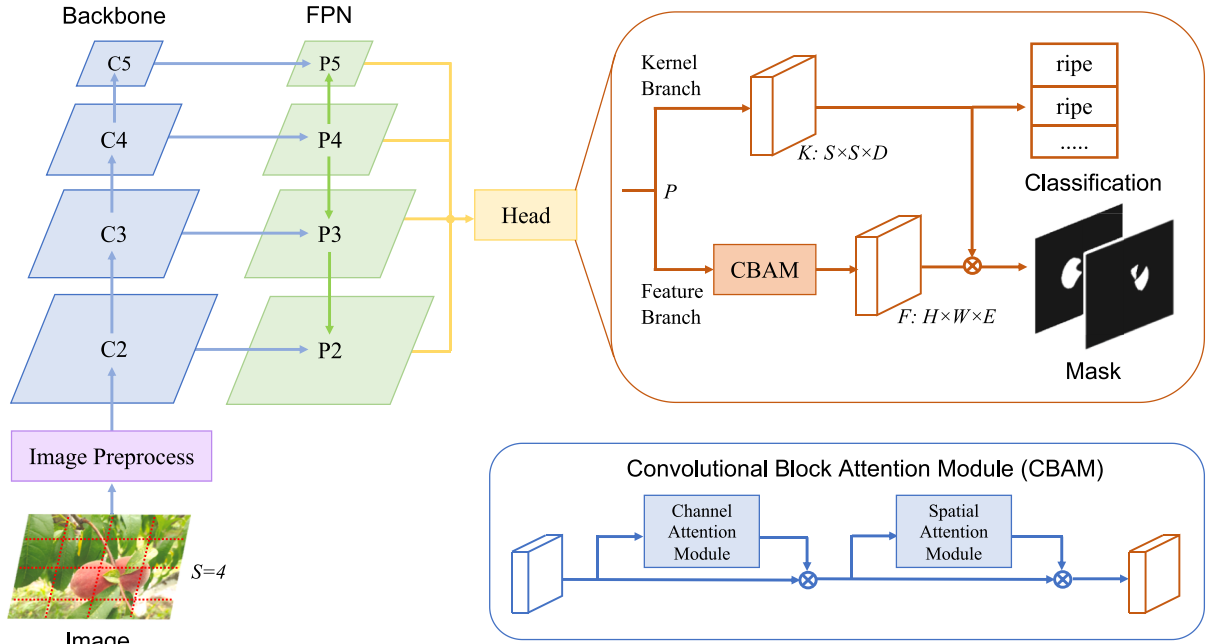 Backbone
FPN
C5
P5
C4
P4
C3
P3
C2
P2
Image Preprocess
S=4
Image
Head
Kernel
Branch
K: S×S×D
P
ripe
ripe
.....
Classification
CBAM
Feature
Branch
F: H×W×E
Mask
Convolutional Block Attention Module (CBAM)
Channel
Attention
Module
Spatial
Attention
Module